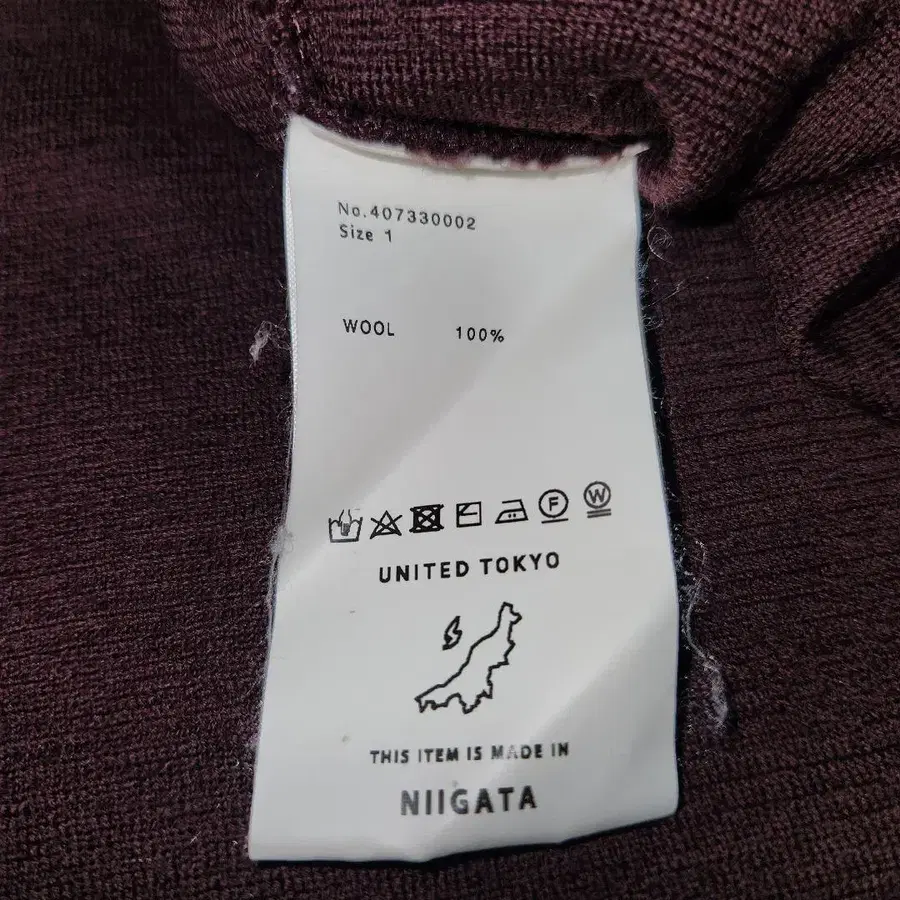 No.407330002
Size 1
WOOL 100%
F W
UNITED TOKYO
THIS ITEM IS MADE IN
NIIGATA